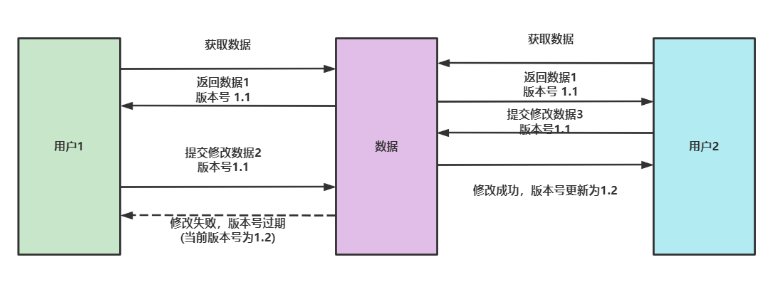 获取数据
获取数据
返回数据1
版本号 1.1
返回数据1
版本号 1.1
提交修改数据3
版本号1.1
用户1
数据
用户2
提交修改数据2
版本号1.1
修改成功，版本号更新为1.2
修改失败，版本号过期
(当前版本号为1.2)